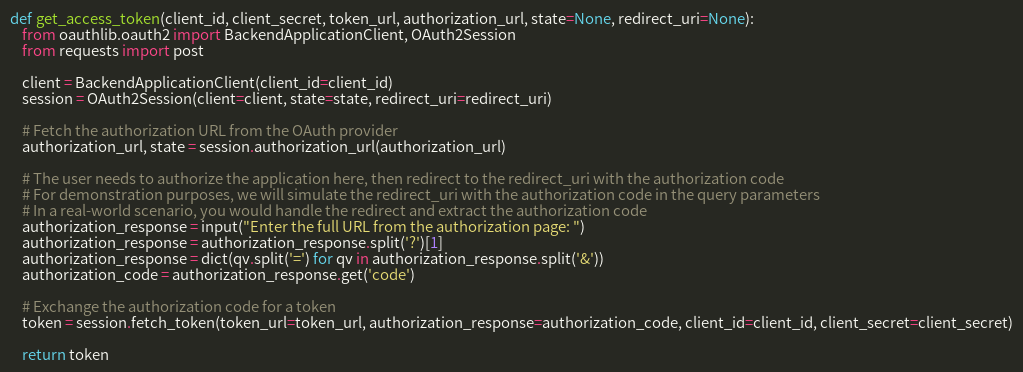 def get_access_token(client_id, client_secret, token_url, authorization_url, state=None, redirect_uri=None):
from oauthlib.oauth2 import BackendApplicationClient, OAuth2Session
from requests import post
client = BackendApplicationClient(client_id=client_id)
session = OAuth2Session(client=client, state=state, redirect_uri=redirect_uri)
# Fetch the authorization URL from the OAuth provider
authorization_url, state = session.authorization_url(authorization_url)
# The user needs to authorize the application here, then redirect to the redirect_uri with the authorization code
# For demonstration purposes, we will simulate the redirect_uri with the authorization code in the query parameters
# In a real-world scenario, you would handle the redirect and extract the authorization code
authorization_response = input("Enter the full URL from the authorization page: ")
authorization_response = authorization_response.split('?')[1]
authorization_response = dict(qv.split('=') for qv in authorization_response.split('&'))
authorization_code = authorization_response.get('code')
# Exchange the authorization code for a token
token = session.fetch_token(token_url=token_url, authorization_response=authorization_code, client_id=client_id, client_secret=client_secret)
return token